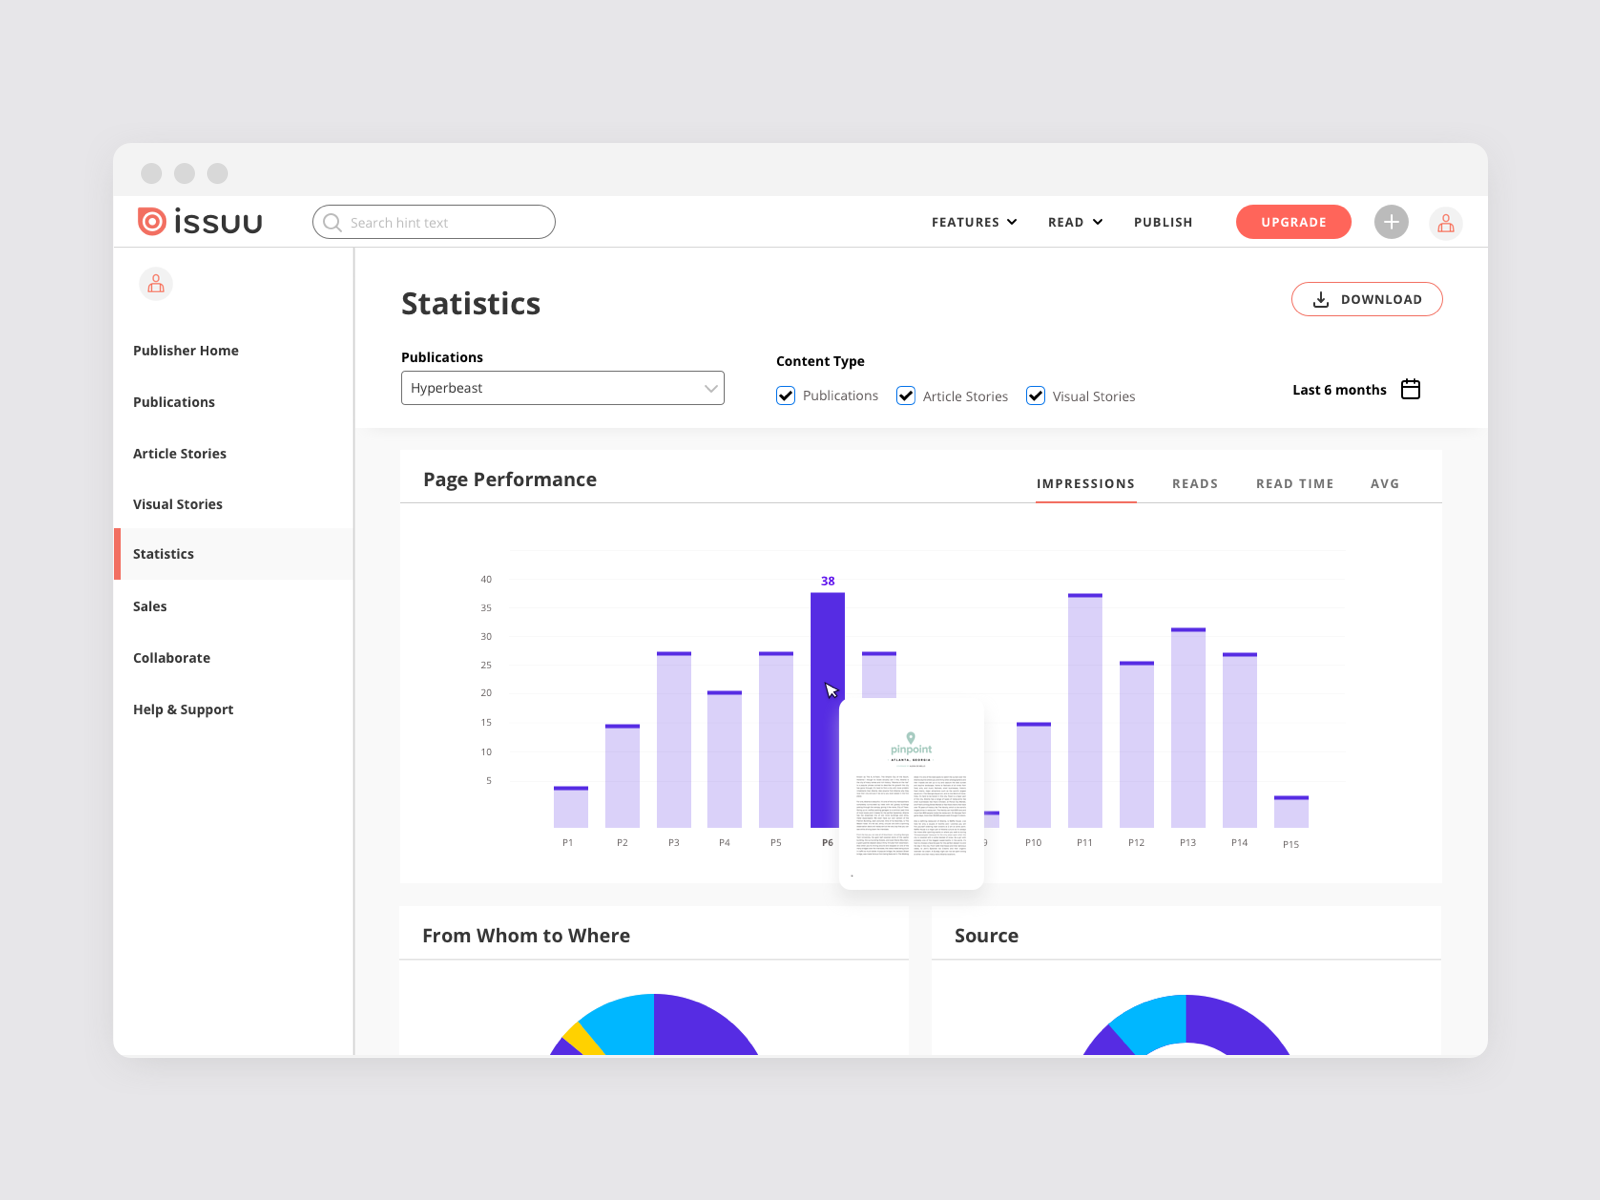 issuu
Search hint text
FEATURES
READ
PUBLISH
UPGRADE
Publisher Home
Publications
Article Stories
Visual Stories
Statistics
Sales
Collaborate
Help & Support
Statistics
DOWNLOAD
Publications
Hyperbeast
Content Type
Publications
Article Stories
Visual Stories
Last 6 months
Page Performance
IMPRESSIONS
READS
READ TIME
AVG
40
35
30
25
20
15
10
5
38
P1
P2
P3
P4
P5
P6
9
P10
P11
P12
P13
P14
P15
pinpoint
ATLANTA, GEORGIA
From Whom to Where
Source